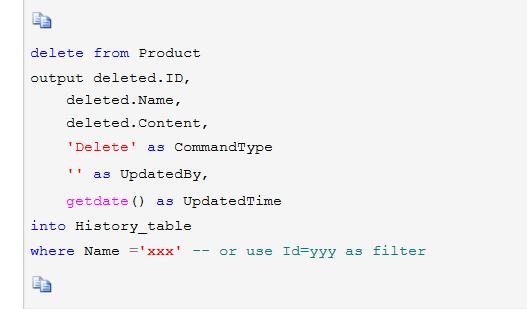 delete from Product
output deleted.ID,
deleted.Name,
deleted.Content,
'Delete' as CommandType
'' as UpdatedBy,
getdate() as UpdatedTime
into History_table
where Name ='xxx' -- or use Id=yyy as filter